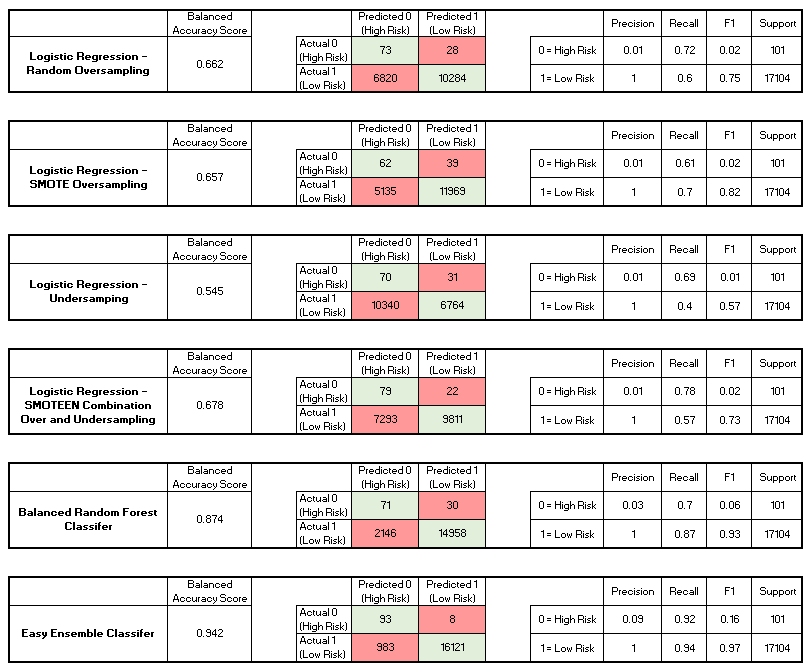 Balanced Accuracy Score Predicted 0 (High Risk) Predicted 1 (Low Risk) Precision Recall F1 Support
Logistic Regression – Random Oversampling 0.662 Actual 0 (High Risk) 73 28 0 = High Risk 0.01 0.72 0.02 101
Actual 1 (Low Risk) 6820 10284 1 = Low Risk 1 0.6 0.75 17104
Balanced Accuracy Score Predicted 0 (High Risk) Predicted 1 (Low Risk) Precision Recall F1 Support
Logistic Regression – SMOTE Oversampling 0.657 Actual 0 (High Risk) 62 39 0 = High Risk 0.01 0.61 0.02 101
Actual 1 (Low Risk) 5135 11969 1 = Low Risk 1 0.7 0.82 17104
Balanced Accuracy Score Predicted 0 (High Risk) Predicted 1 (Low Risk) Precision Recall F1 Support
Logistic Regression – Undersamping 0.545 Actual 0 (High Risk) 70 31 0 = High Risk 0.01 0.69 0.01 101
Actual 1 (Low Risk) 10340 6764 1 = Low Risk 1 0.4 0.57 17104
Balanced Accuracy Score Predicted 0 (High Risk) Predicted 1 (Low Risk) Precision Recall F1 Support
Logistic Regression – SMOTEEN Combination Over and Undersampling 0.678 Actual 0 (High Risk) 79 22 0 = High Risk 0.01 0.78 0.02 101
Actual 1 (Low Risk) 7293 9811 1 = Low Risk 1 0.57 0.73 17104
Balanced Accuracy Score Predicted 0 (High Risk) Predicted 1 (Low Risk) Precision Recall F1 Support
Balanced Random Forest Classifer 0.874 Actual 0 (High Risk) 71 30 0 = High Risk 0.03 0.7 0.06 101
Actual 1 (Low Risk) 2146 14958 1 = Low Risk 1 0.87 0.93 17104
Balanced Accuracy Score Predicted 0 (High Risk) Predicted 1 (Low Risk) Precision Recall F1 Support
Easy Ensemble Classifer 0.942 Actual 0 (High Risk) 93 8 0 = High Risk 0.09 0.92 0.16 101
Actual 1 (Low Risk) 983 16121 1 = Low Risk 1 0.94 0.97 17104